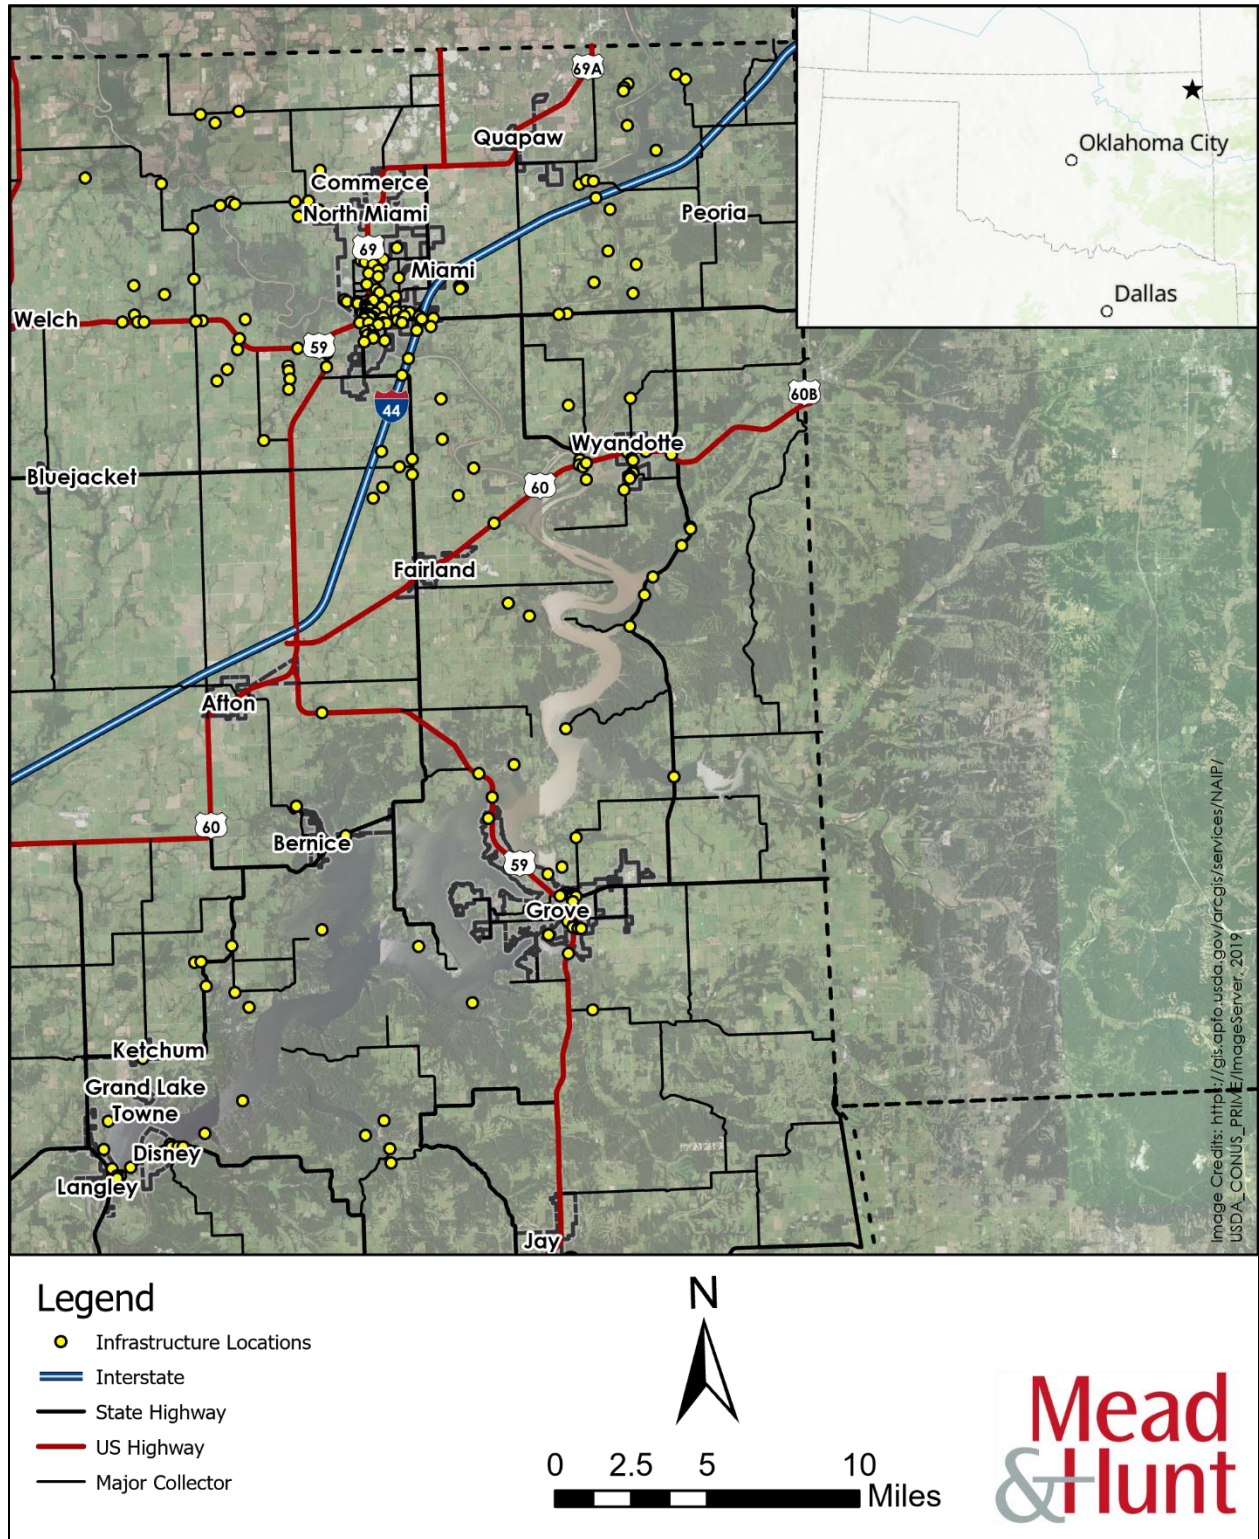 69A
Quapaw
Oklahoma City
Commerce
North Miami
Peoria
69
Miami
Dallas
Welch
59
60B
44
Wyandotte
Bluejacket
60
Fairland
Afton
60
Bernice
59
Grove
Ketchum
Grand Lake
Towne
Disney
Langley
Jay
Image Credits: https://gis.apfo.usda.gov/arcgis/services/NAIP/
USDA_CONUS_PRIME/ImageServer, 2019
Legend
Infrastructure Locations
Interstate
State Highway
US Highway
Major Collector
N
0 2.5 5 10
Miles
Mead
&Hunt